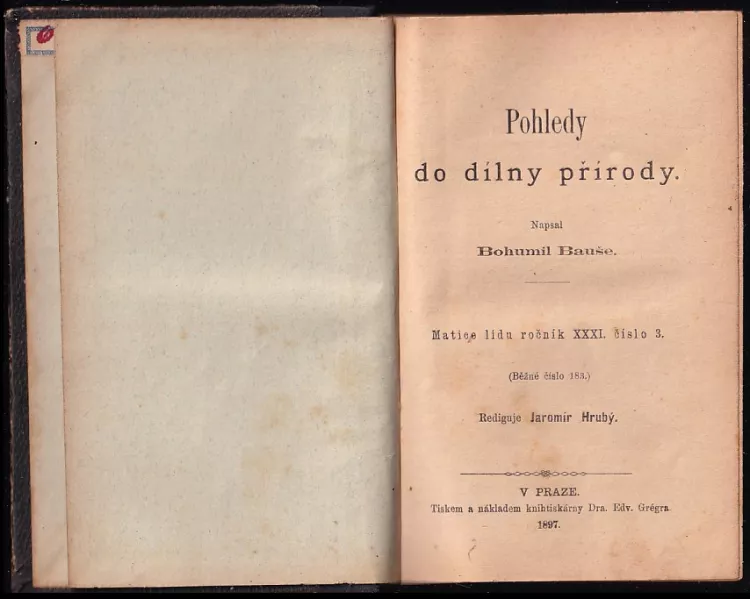 Pohledy
do dílny přírody.
Napsal
Bohumil Bauše.
Matice lidu ročník XXXI. číslo 3.
(Běžné číslo 183.)
Rediguje Jaromír Hrubý.
V PRAZE.
Tiskem a nákladem knihtiskárny Dra. Edv. Grégra
1897.